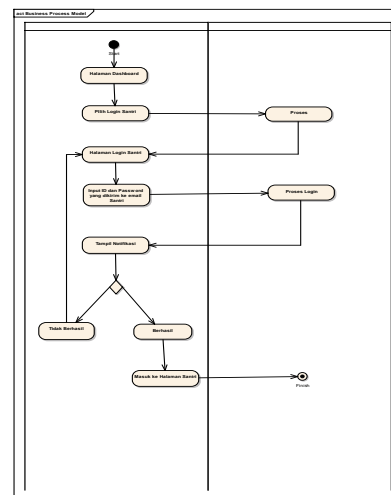 act Business Process Model
Start
Halaman Dashboard
Pilih Login Santri
Proses
Halaman Login Santri
Input ID dan Password
yang dikirim ke email
Santri
Proses Login
Tampil Notifikasi
Tidak Berhasil
Berhasil
Masuk ke Halaman Santri
Finish